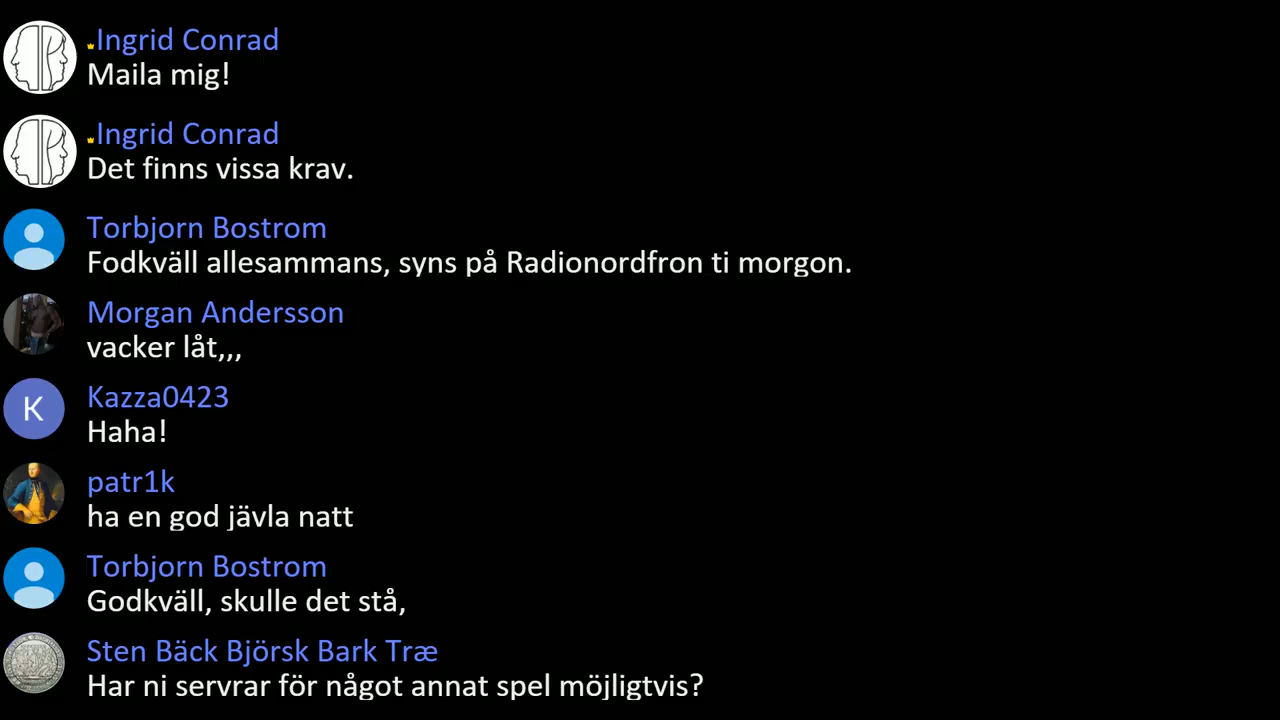 Ingrid Conrad
Maila mig!
Ingrid Conrad
Det finns vissa krav.
Torbjorn Bostrom
Fodkväll allesammans, syns på Radionordfron ti morgon.
Morgan Andersson
vacker låt,,,
Kazza0423
K
Haha!
patr1k
ha en god jävla natt
Torbjorn Bostrom
Godkväll, skulle det stå,
Sten Bäck Björsk Bark Træ
Har ni servrar för något annat spel möjligtvis?